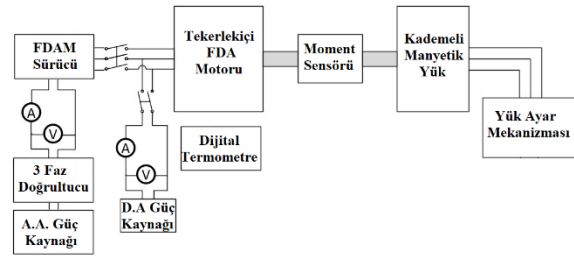 FDAM
Sürücü
Tekerlekiçi
FDA
Motoru
Moment
Sensörü
Kademeli
Manyetik
Yük
Yük Ayar
Mekanizması
A
V
3 Faz
Doğrultucu
A.A. Güç
Kaynağı
A
V
D.A Güç
Kaynağı
Dijital
Termometre